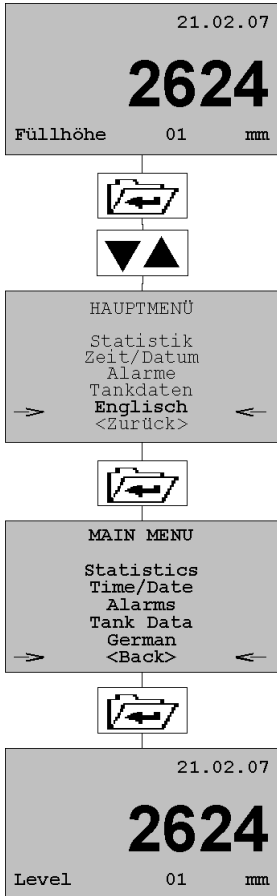 21.02.07
2624
Füllhöhe 01 mm
HAUPTMENÜ
Statistik
Zeit/Datum
Alarme
Tankdaten
Englisch
<Zurück>
MAIN MENU
Statistics
Time/Date
Alarms
Tank Data
German
<Back>
21.02.07
2624
Level 01 mm